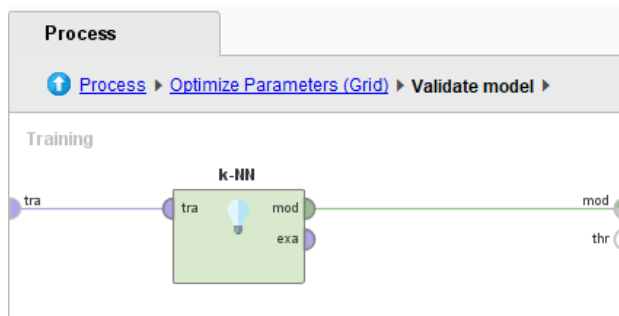 Process
Process Optimize Parameters (Grid) Validate model
Training
k-NN
tra tra mod mod
exa thr